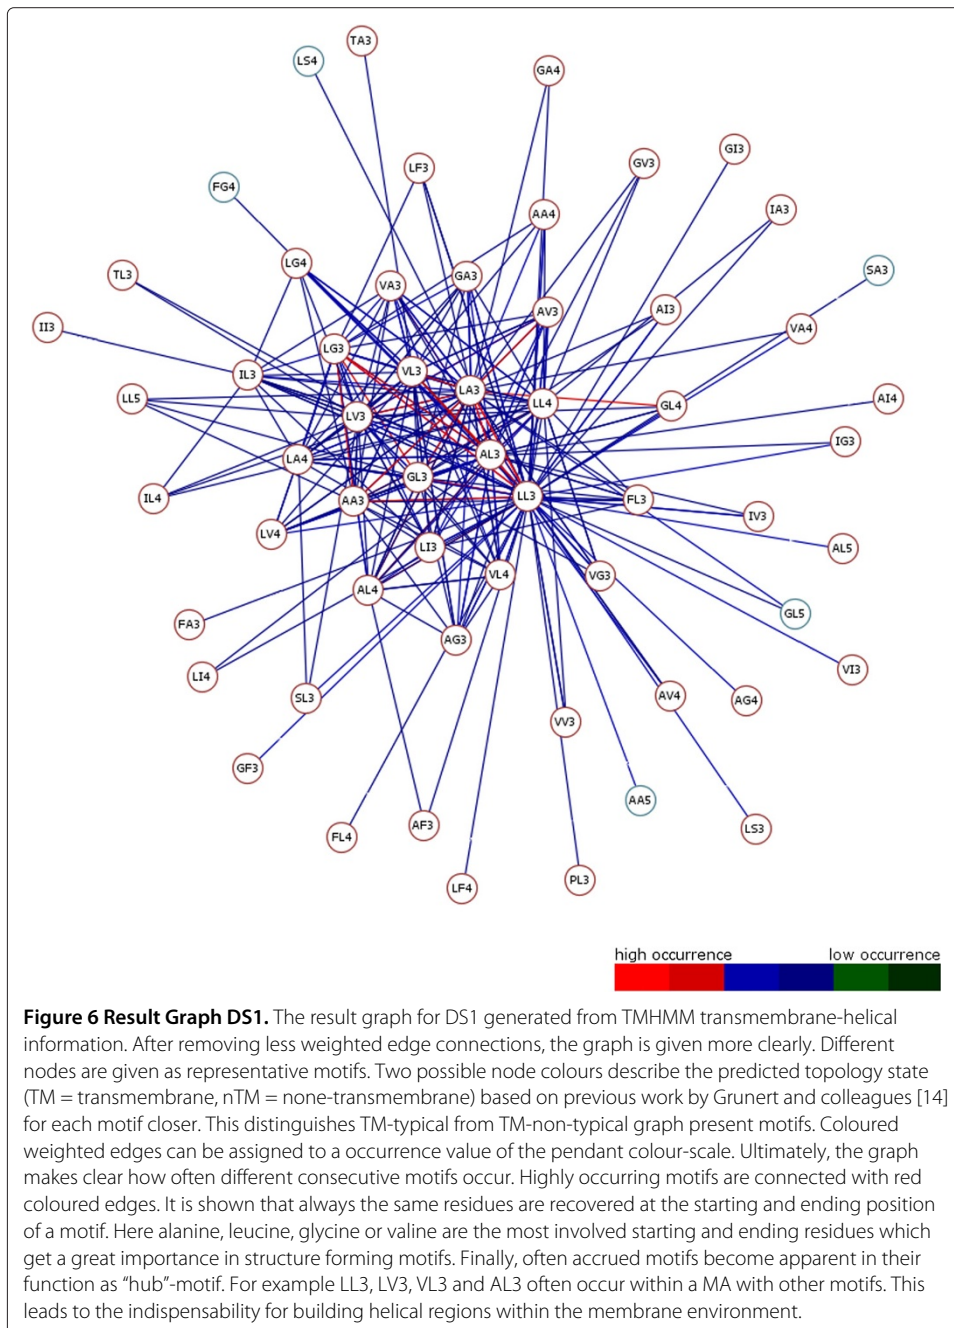 TA3
LS4
GA4
GI3
GV3
LF3
FG4
IA3
AA4
LG4
SA3
TL3
GA3
VA3
AV3
AI3
II3
VA4
LG3
VL3
IL3
LA3
LL5
AI4
LL4
GL4
LV3
IG3
AL3
LA4
GL3
LL3
IL4
AA3
FL3
IV3
LV4
LI3
AL5
VL4
VG3
AL4
GL5
FA3
AG3
VI3
LI4
SL3
AV4
AG4
VV3
GF3
AA5
AF3
LS3
FL4
PL3
LF4
high occurrence low occurrence
Figure 6 Result Graph DS1. The result graph for DS1 generated from TMHMM transmembrane-helical
information. After removing less weighted edge connections, the graph is given more clearly. Different
nodes are given as representative motifs. Two possible node colours describe the predicted topology state
(TM = transmembrane, nTM = none-transmembrane) based on previous work by Grunert and colleagues [14]
for each motif closer. This distinguishes TM-typical from TM-non-typical graph present motifs. Coloured
weighted edges can be assigned to a occurrence value of the pendant colour-scale. Ultimately, the graph
makes clear how often different consecutive motifs occur. Highly occurring motifs are connected with red
coloured edges. It is shown that always the same residues are recovered at the starting and ending position
of a motif. Here alanine, leucine, glycine or valine are the most involved starting and ending residues which
get a great importance in structure forming motifs. Finally, often accrued motifs become apparent in their
function as “hub”-motif. For example LL3, LV3, VL3 and AL3 often occur within a MA with other motifs. This
leads to the indispensability for building helical regions within the membrane environment.